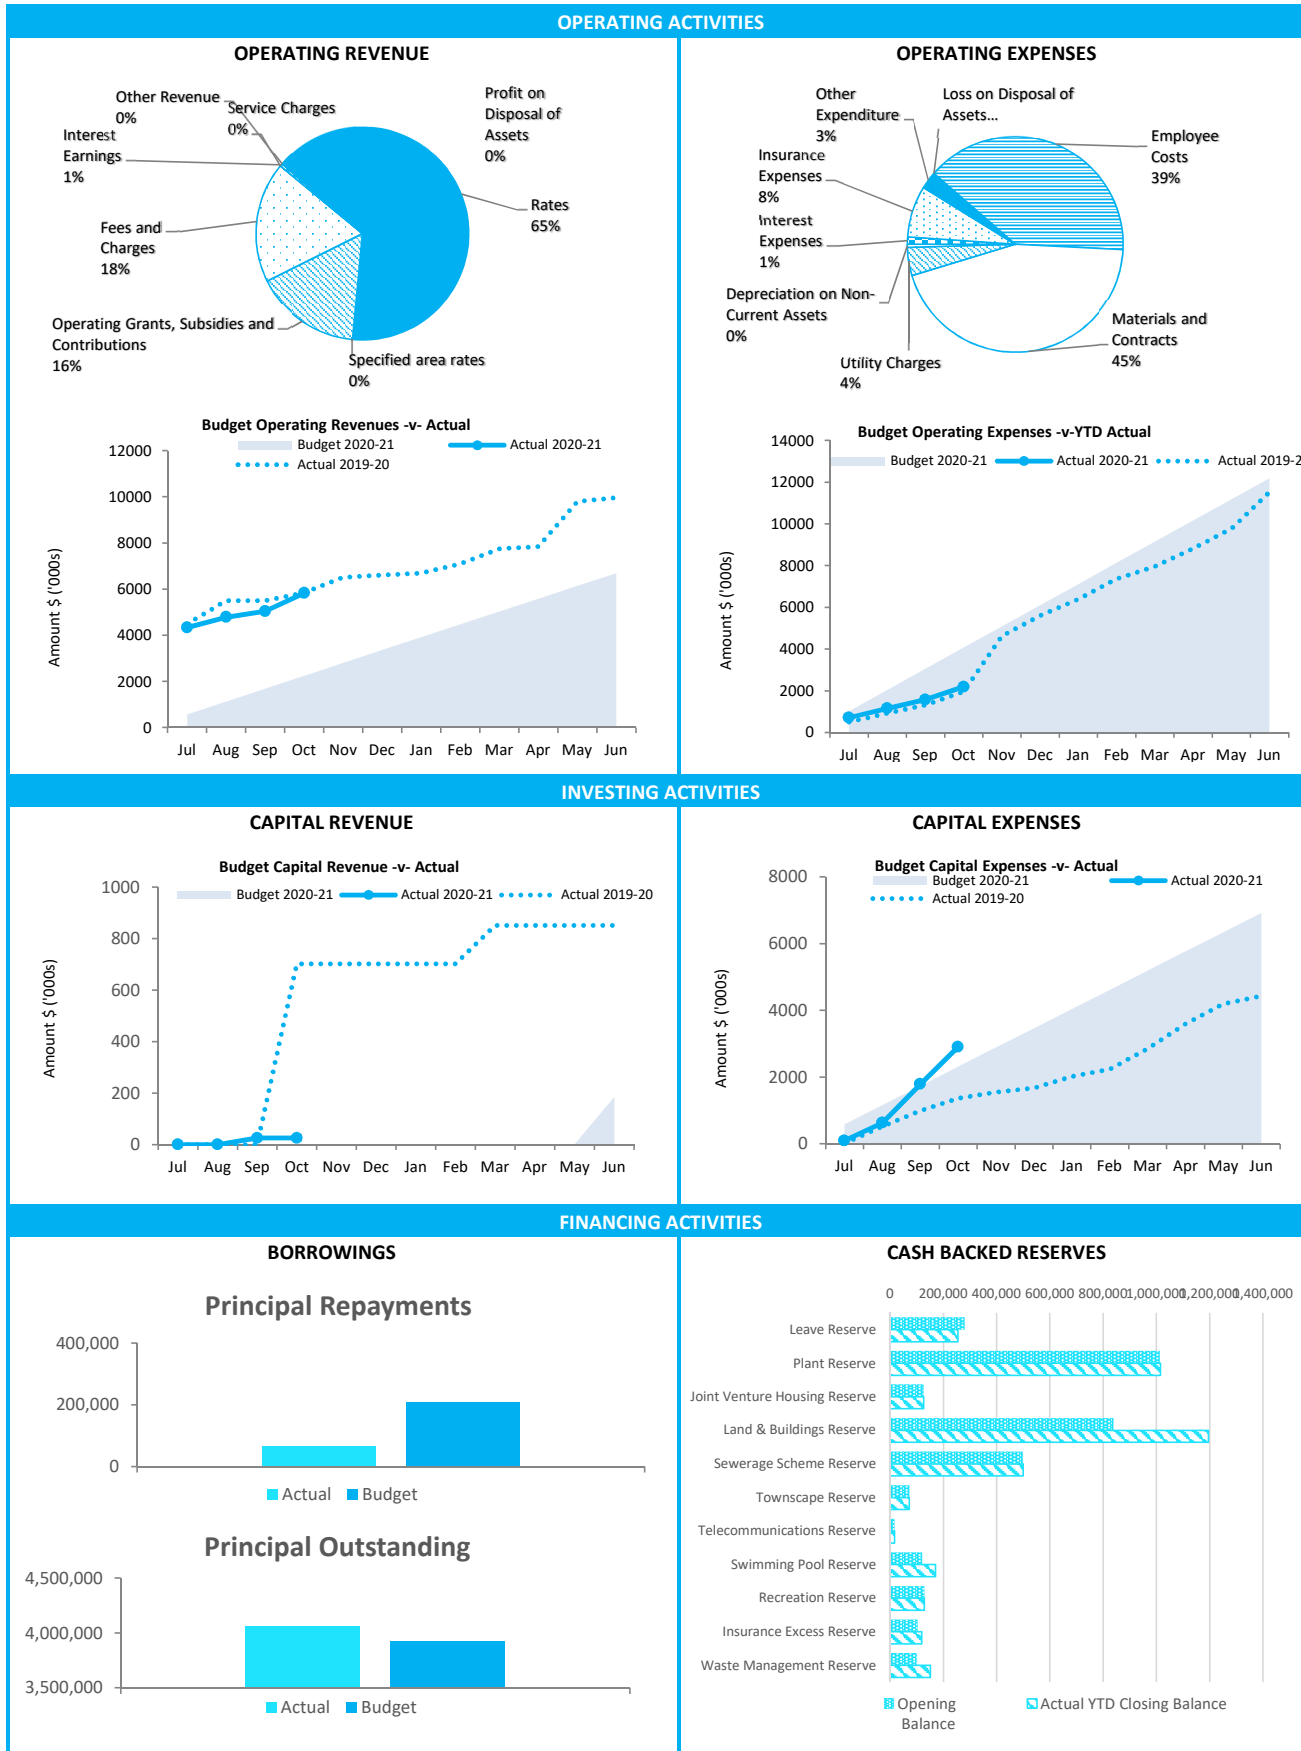 OPERATING ACTIVITIES
OPERATING REVENUE
Other Revenue
0%
Service Charges
0%
Profit on
Disposal of
Assets
0%
Interest
Earnings
1%
Rates
65%
Fees and
Charges
18%
Operating Grants, Subsidies and
Contributions
16%
Specified area rates
0%
OPERATING EXPENSES
Other
Expenditure
3%
Loss on Disposal of
Assets...
Employee
Costs
39%
Insurance
Expenses
8%
Interest
Expenses
1%
Depreciation on Non-
Current Assets
0%
Utility Charges
4%
Materials and
Contracts
45%
Budget Operating Revenues -v- Actual
Budget 2020-21
Actual 2020-21
Actual 2019-20
Amount $ ('000s)
12000
10000
8000
6000
4000
2000
0
Jul Aug Sep Oct Nov Dec Jan Feb Mar Apr May Jun
Budget Operating Expenses -v-YTD Actual
Budget 2020-21 Actual 2020-21 Actual 2019-2
Amount $ ('000s)
14000
12000
10000
8000
6000
4000
2000
0
Jul Aug Sep Oct Nov Dec Jan Feb Mar Apr May Jun
INVESTING ACTIVITIES
CAPITAL REVENUE
Budget Capital Revenue -v- Actual
Budget 2020-21 Actual 2020-21 Actual 2019-20
Amount $ ('000s)
1000
800
600
400
200
0
Jul Aug Sep Oct Nov Dec Jan Feb Mar Apr May Jun
CAPITAL EXPENSES
Budget Capital Expenses -v- Actual
Budget 2020-21
Actual 2020-21
Actual 2019-20
Amount $ ('000s)
8000
6000
4000
2000
0
Jul Aug Sep Oct Nov Dec Jan Feb Mar Apr May Jun
FINANCING ACTIVITIES
BORROWINGS
Principal Repayments
400,000
200,000
0
Actual Budget
Principal Outstanding
4,500,000
4,000,000
3,500,000
Actual Budget
CASH BACKED RESERVES
0 200,000 400,000 600,000 800,000 1,000,000 1,200,000 1,400,000
Leave Reserve
Plant Reserve
Joint Venture Housing Reserve
Land & Buildings Reserve
Sewerage Scheme Reserve
Townscape Reserve
Telecommunications Reserve
Swimming Pool Reserve
Recreation Reserve
Insurance Excess Reserve
Waste Management Reserve
Opening
Balance
Actual YTD Closing Balance